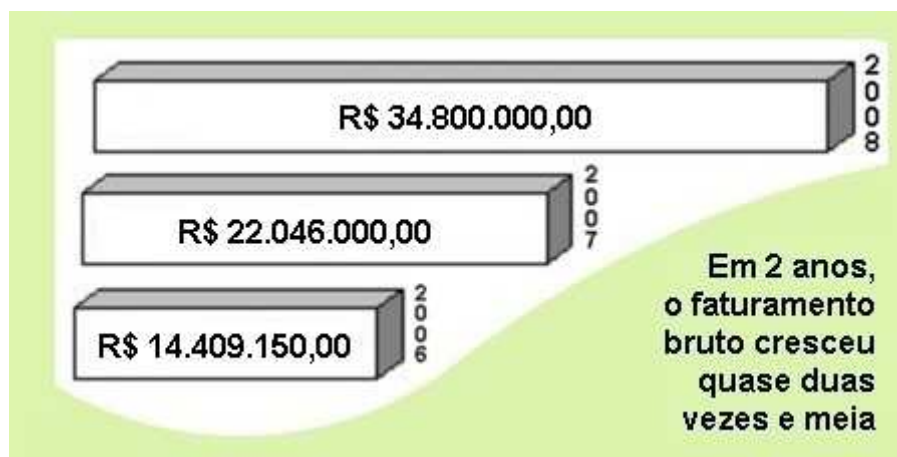 R$ 34.800.000,00
2008
R$ 22.046.000,00
2007
R$ 14.409.150,00
2006
Em 2 anos,
o faturamento
bruto cresceu
quase duas
vezes e meia